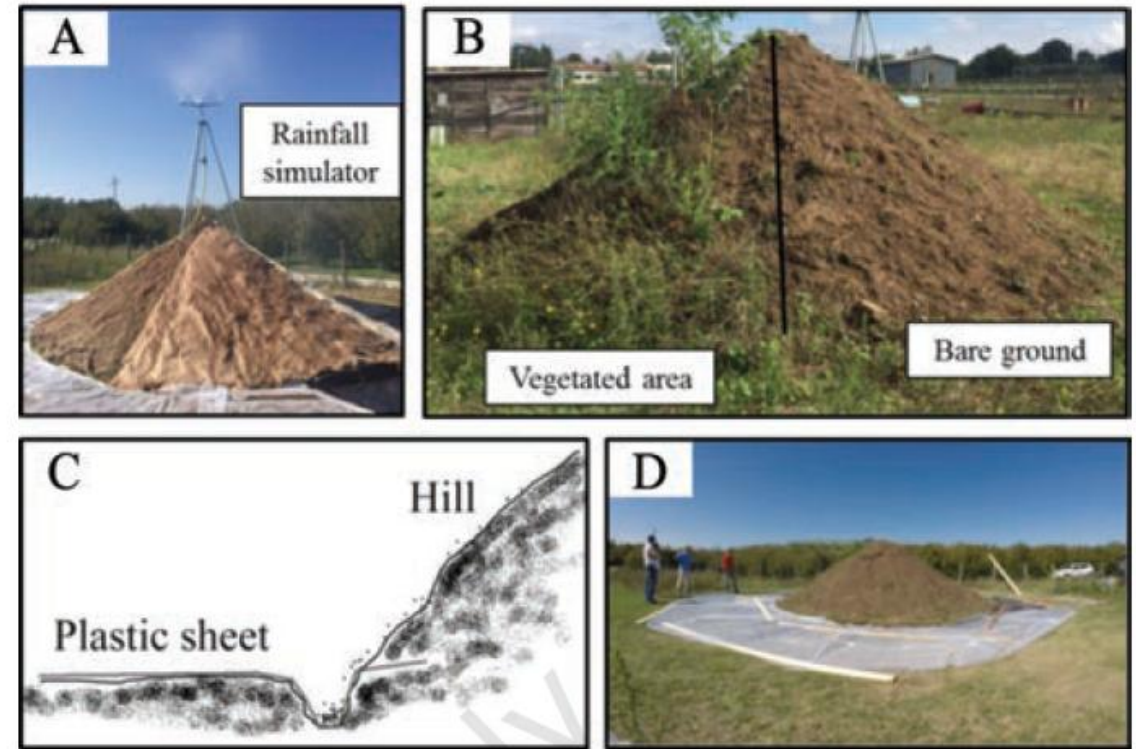 A
Rainfall
simulator
B
Vegetated area
Bare ground
C
Hill
Plastic sheet
D